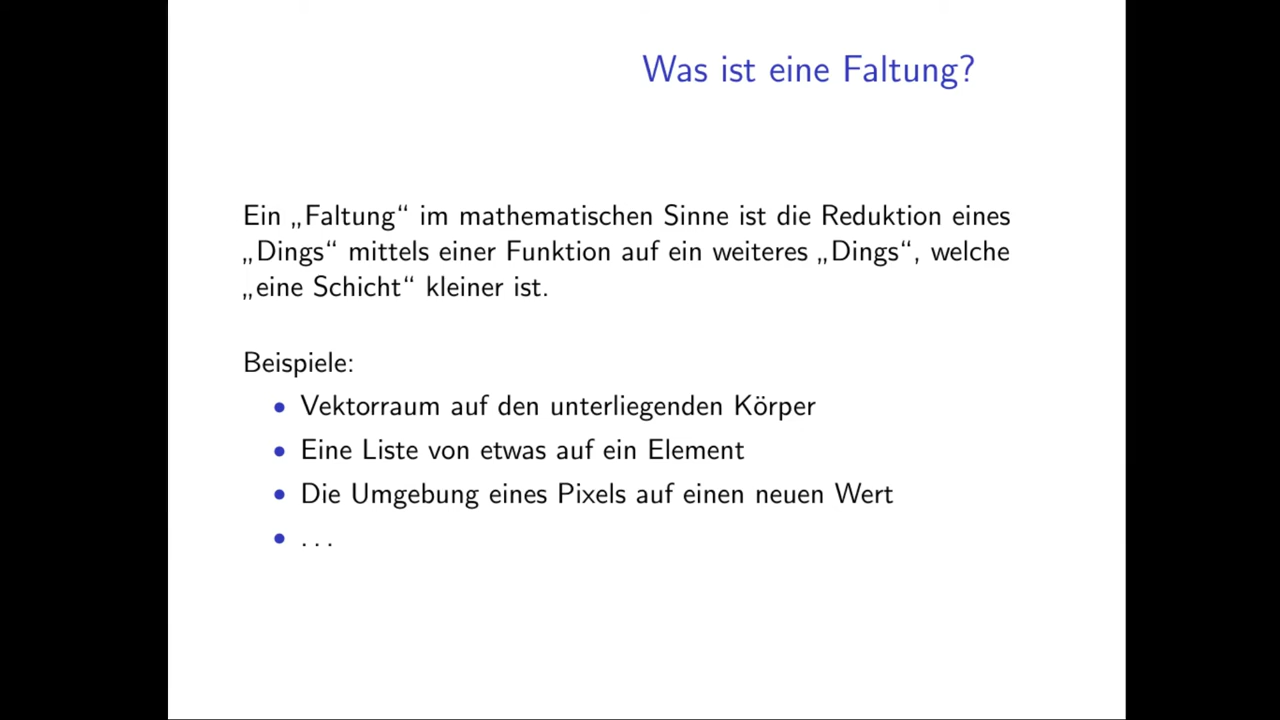 Was ist eine Faltung?
Ein „Faltung“ im mathematischen Sinne ist die Reduktion eines
„Dings“ mittels einer Funktion auf ein weiteres „Dings“, welche
„eine Schicht“ kleiner ist.
Beispiele:
• Vektorraum auf den unterliegenden Körper
• Eine Liste von etwas auf ein Element
• Die Umgebung eines Pixels auf einen neuen Wert
• . . .